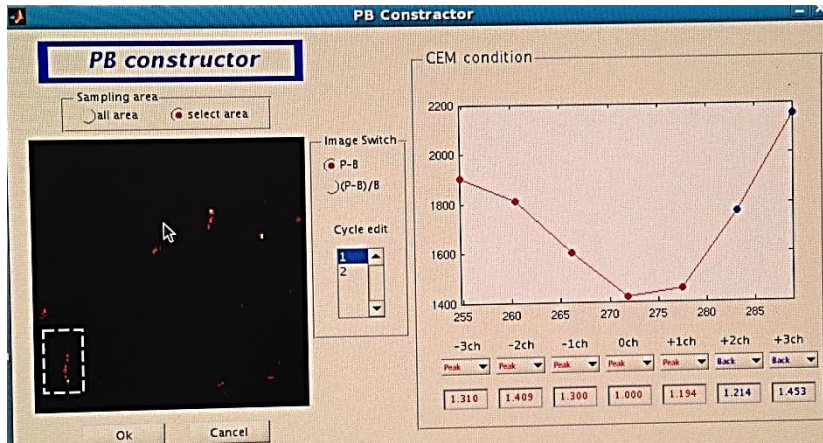 PB Constractor
PB constructor
Sampling area
all area
select area
Image Switch
P-B
(P-B)/B
Cycle edit
1
2
Ok
Cancel
CEM condition
2200
2000
1800
1600
1400
255 260 265 270 275 280 285
-3ch -2ch -1ch 0ch +1ch +2ch +3ch
Peak Peak Peak Peak Peak Back Back
1.310 1.409 1.300 1.000 1.194 1.214 1.453